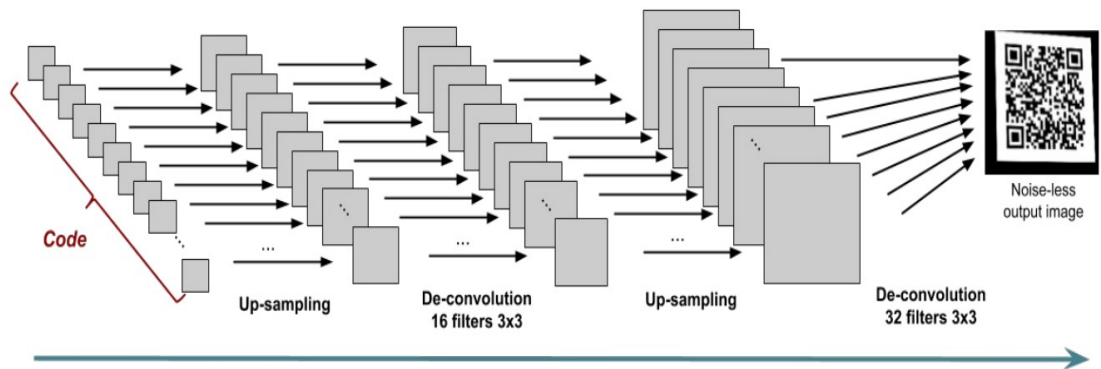 Code
...
Up-sampling
...
De-convolution
16 filters 3x3
...
Up-sampling
De-convolution
32 filters 3x3
Noise-less
output image